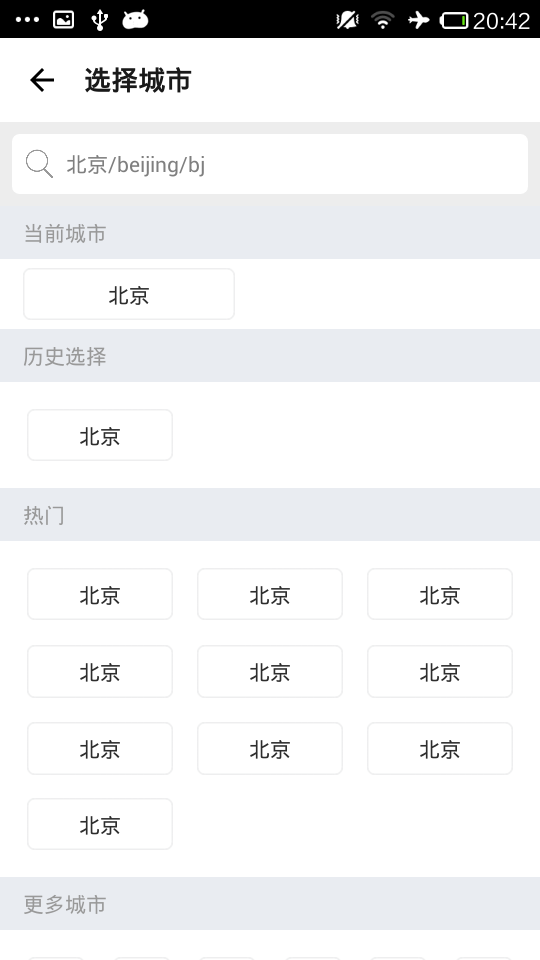 20:42
选择城市
北京/beijing/bj
当前城市
北京
历史选择
北京
热门
北京 北京 北京
北京 北京 北京
北京 北京 北京
北京
更多城市